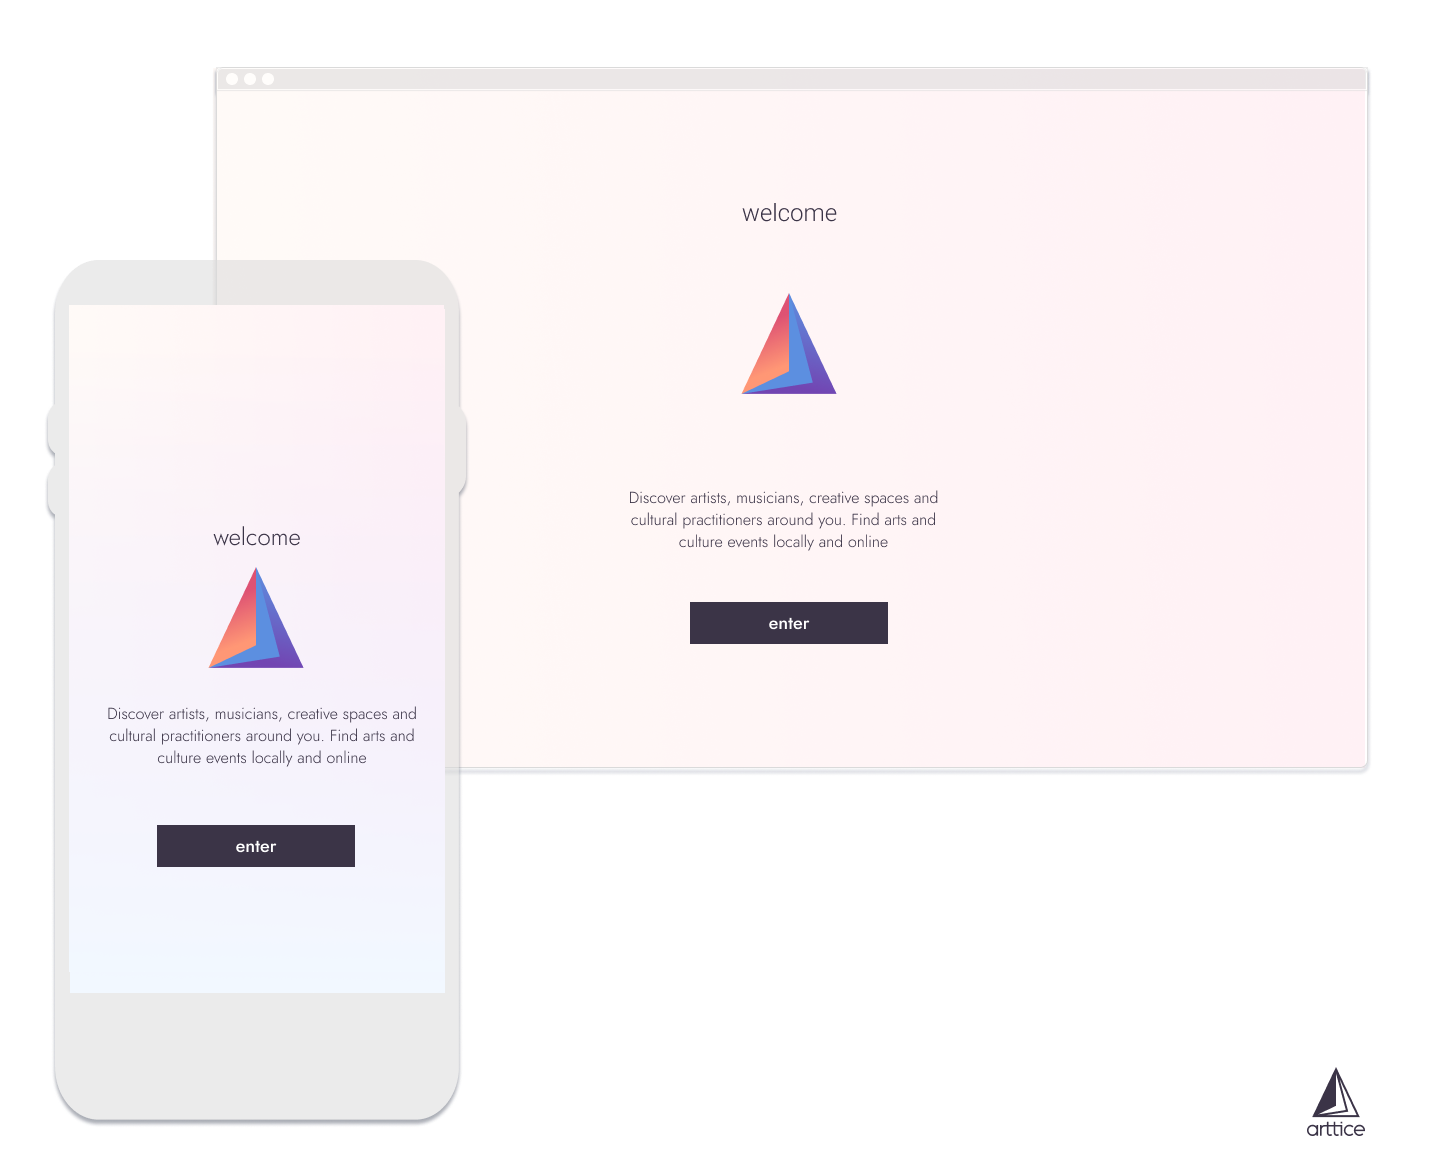 welcome
Discover artists, musicians, creative spaces and
cultural practitioners around you. Find arts and
culture events locally and online
enter
welcome
Discover artists, musicians, creative spaces and
cultural practitioners around you. Find arts and
culture events locally and online
enter
arttice